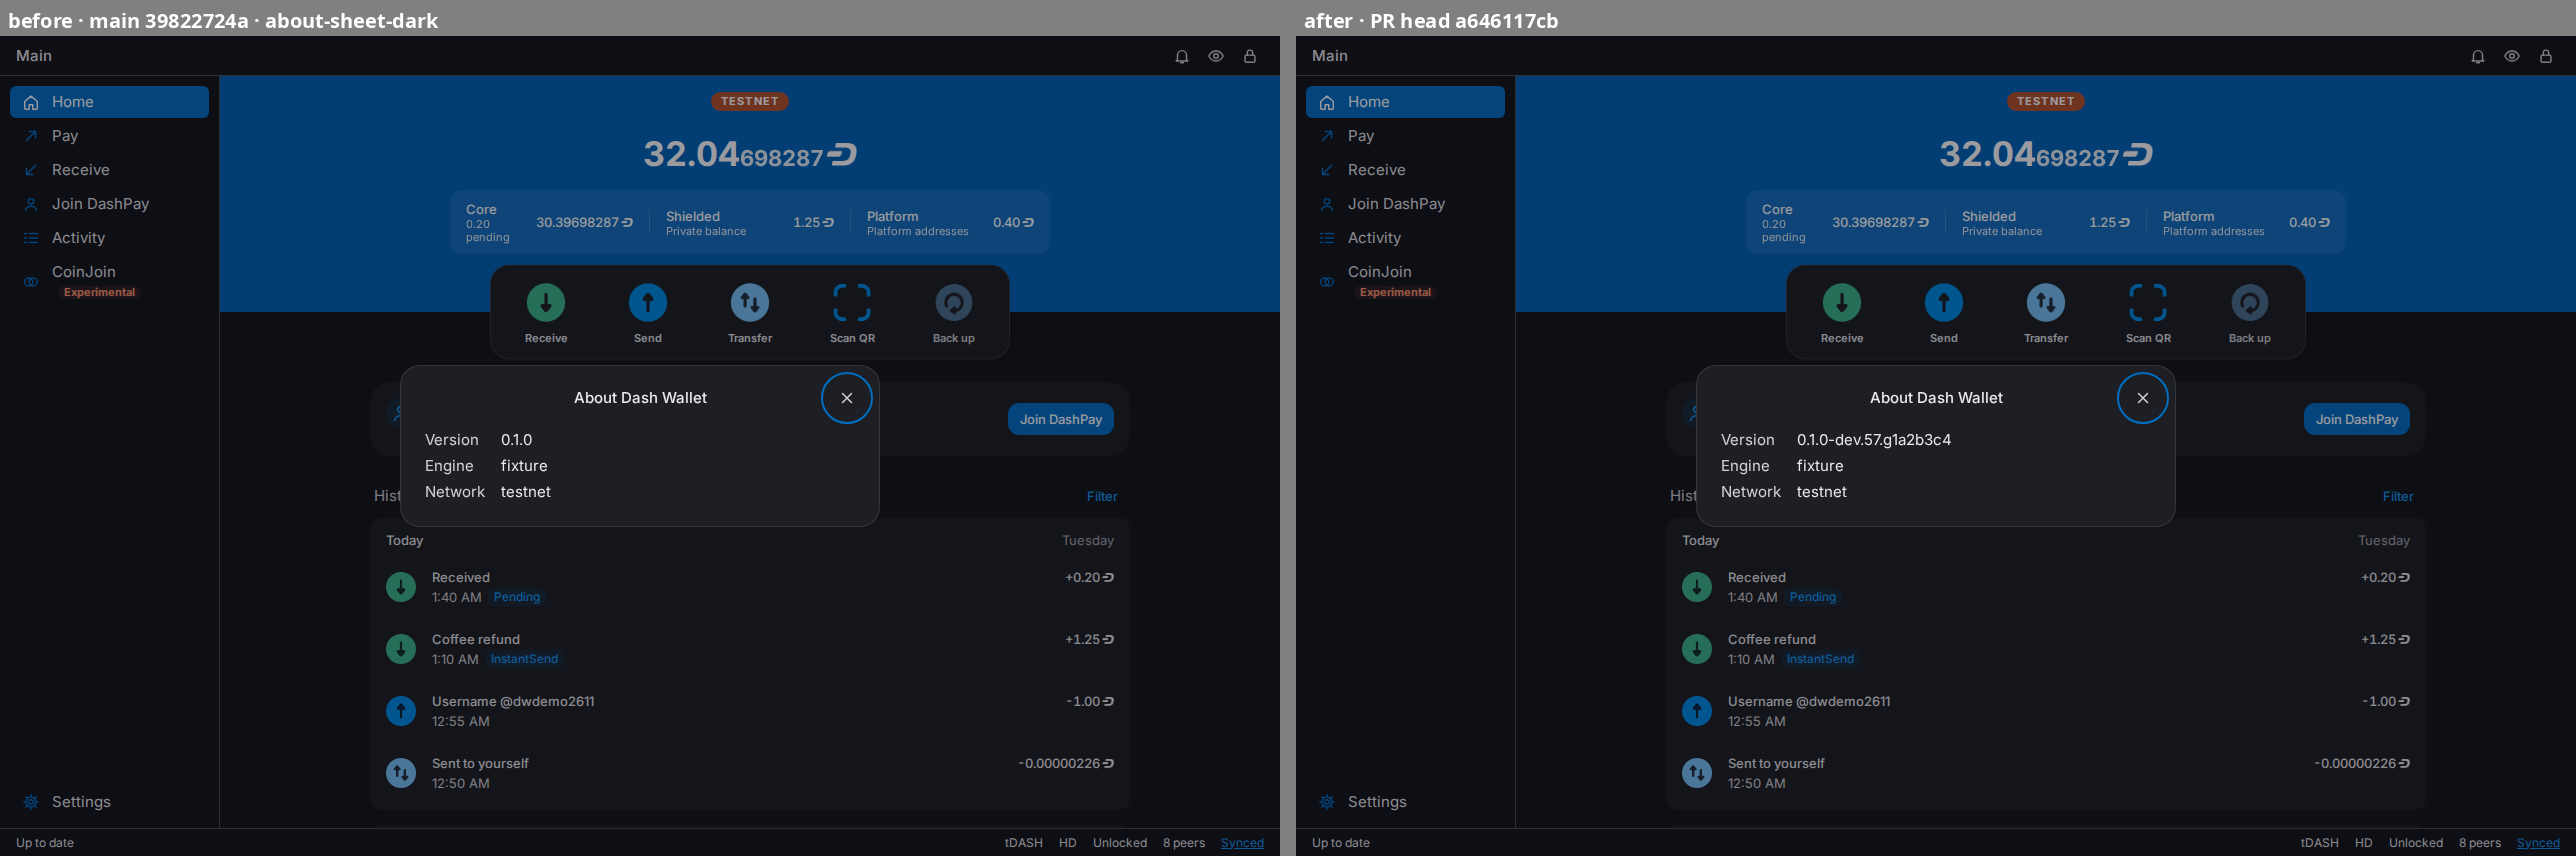 before · main 39822724a · about-sheet-dark
Main
Home
Pay
Receive
Join DashPay
Activity
CoinJoin
Experimental
Settings
TESTNET
32.04698287
Core
0.20 pending
30.39698287
Shielded
Private balance
1.25
Platform
Platform addresses
0.40
Receive
Send
Transfer
Scan QR
Back up
Join DashPay
About Dash Wallet
Version 0.1.0
Engine fixture
Network testnet
Hist
Filter
Today Tuesday
Received +0.20
1:40 AM Pending
Coffee refund +1.25
1:10 AM InstantSend
Username @dwdemo2611 -1.00
12:55 AM
Sent to yourself -0.00000226
12:50 AM
Up to date tDASH HD Unlocked 8 peers Synced
after · PR head a646117cb
Main
Home
Pay
Receive
Join DashPay
Activity
CoinJoin
Experimental
Settings
TESTNET
32.04698287
Core
0.20 pending
30.39698287
Shielded
Private balance
1.25
Platform
Platform addresses
0.40
Receive
Send
Transfer
Scan QR
Back up
Join DashPay
About Dash Wallet
Version 0.1.0-dev.57.g1a2b3c4
Engine fixture
Network testnet
Hist
Filter
Today Tuesday
Received +0.20
1:40 AM Pending
Coffee refund +1.25
1:10 AM InstantSend
Username @dwdemo2611 -1.00
12:55 AM
Sent to yourself -0.00000226
12:50 AM
Up to date tDASH HD Unlocked 8 peers Synced